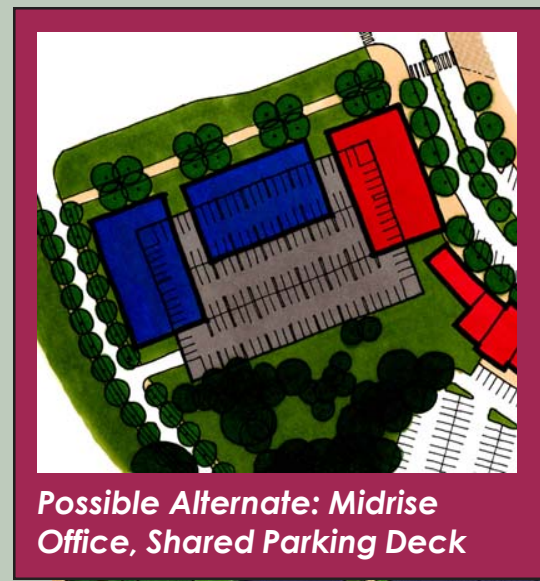 Possible Alternate: Midrise
Office, Shared Parking Deck